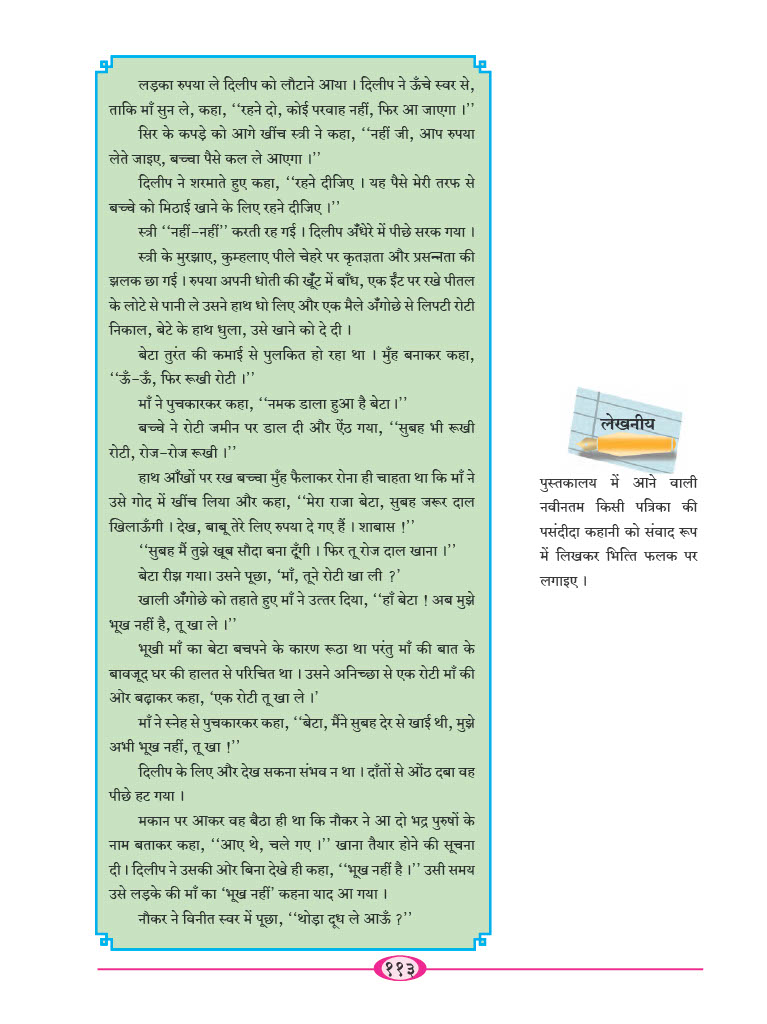 लड़का रुपया ले दिलीप को लौटाने आया । दिलीप ने ऊँचे स्वर से,
ताकि माँ सुन ले, कहा, ‘‘रहने दो, कोई परवाह नहीं, फिर आ जाएगा ।’’
सिर के कपड़े को आगे खींच स्त्री ने कहा, ‘‘नहीं जी, आप रुपया
लेते जाइए, बच्चा पैसे कल ले आएगा ।’’
दिलीप ने शरमाते हुए कहा, ‘‘रहने दीजिए । यह पैसे मेरी तरफ से
बच्चे को मिठाई खाने के लिए रहने दीजिए ।’’
स्त्री ‘‘नहीं-नहीं’’ करती रह गई । दिलीप अँधेरे में पीछे सरक गया ।
स्त्री के मुरझाए, कुम्हलाए पीले चेहरे पर कृतज्ञता और प्रसन्नता की
झलक छा गई । रुपया अपनी धोती की खूँट में बाँध, एक ईंट पर रखे पीतल
के लोटे से पानी ले उसने हाथ धो लिए और एक मैले अँगोछे से लिपटी रोटी
निकाल, बेटे के हाथ धुला, उसे खाने को दे दी ।
बेटा तुरंत की कमाई से पुलकित हो रहा था । मुँह बनाकर कहा,
‘‘ऊँ-ऊँ, फिर रूखी रोटी ।’’
माँ ने पुचकारकर कहा, ‘‘नमक डाला हुआ है बेटा ।’’
बच्चे ने रोटी जमीन पर डाल दी और ऐंठ गया, ‘‘सुबह भी रूखी
रोटी, रोज-रोज रूखी ।’’
हाथ आँखों पर रख बच्चा मुँह फैलाकर रोना ही चाहता था कि माँ ने
उसे गोद में खींच लिया और कहा, ‘‘मेरा राजा बेटा, सुबह जरूर दाल
खिलाऊँगी । देख, बाबू तेरे लिए रुपया दे गए हैं । शाबास !’’
‘‘सुबह मैं तुझे खूब सौदा बना दूँगी । फिर तू रोज दाल खाना ।’’
बेटा रीझ गया। उसने पूछा, ‘माँ, तूने रोटी खा ली ?’
खाली अँगोछे को तहाते हुए माँ ने उत्तर दिया, ‘‘हाँ बेटा ! अब मुझे
भूख नहीं है, तू खा ले ।’’
भूखी माँ का बेटा बचपने के कारण रूठा था परंतु माँ की बात के
बावजूद घर की हालत से परिचित था । उसने अनिच्छा से एक रोटी माँ की
ओर बढ़ाकर कहा, ‘एक रोटी तू खा ले ।’
माँ ने स्नेह से पुचकारकर कहा, ‘‘बेटा, मैंने सुबह देर से खाई थी, मुझे
अभी भूख नहीं, तू खा !’’
दिलीप के लिए और देख सकना संभव न था । दाँतों से ओंठ दबा वह
पीछे हट गया ।
मकान पर आकर वह बैठा ही था कि नौकर ने आ दो भद्र पुरुषों के
नाम बताकर कहा, ‘‘आए थे, चले गए ।’’ खाना तैयार होने की सूचना
दी । दिलीप ने उसकी ओर बिना देखे ही कहा, ‘‘भूख नहीं है ।’’ उसी समय
उसे लड़के की माँ का ‘भूख नहीं’ कहना याद आ गया ।
नौकर ने विनीत स्वर में पूछा, ‘‘थोड़ा दूध ले आऊँ ?’’
लेखनीय
पुस्तकालय में आने वाली
नवीनतम किसी पत्रिका की
पसंदीदा कहानी को संवाद रूप
में लिखकर भित्ति फलक पर
लगाइए ।
११३